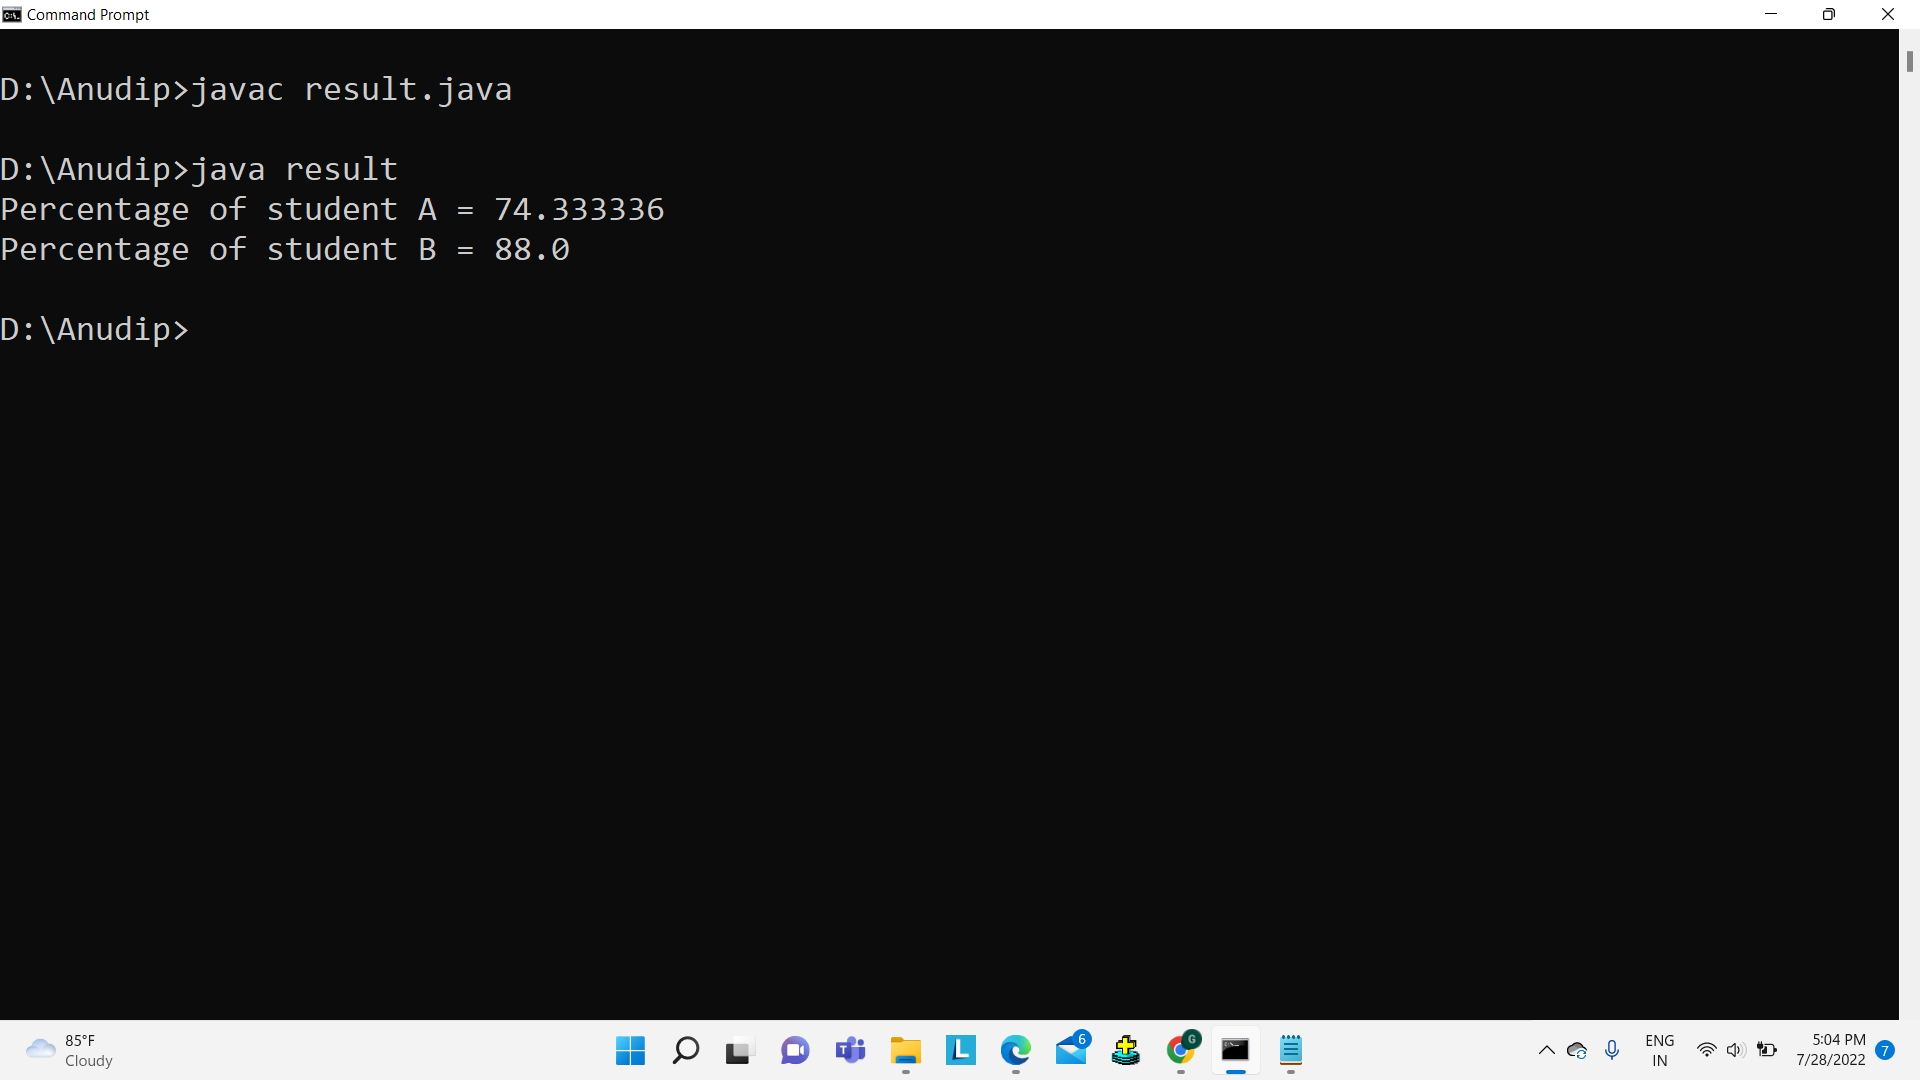 Command Prompt
D:\Anudip>javac result.java
D:\Anudip>java result
Percentage of student A = 74.333336
Percentage of student B = 88.0
D:\Anudip>
85°F
Cloudy
6
G
ENG
IN
5:04 PM
7/28/2022
7